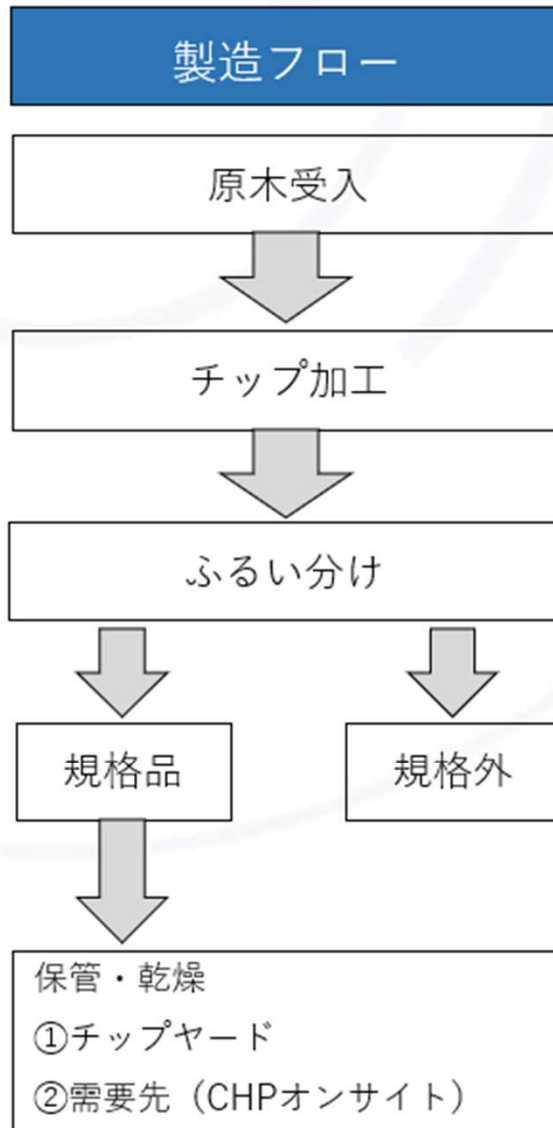 製造フロー
原木受入
チップ加工
ふるい分け
規格品
規格外
保管・乾燥
①チップヤード
②需要先（CHPオンサイト）